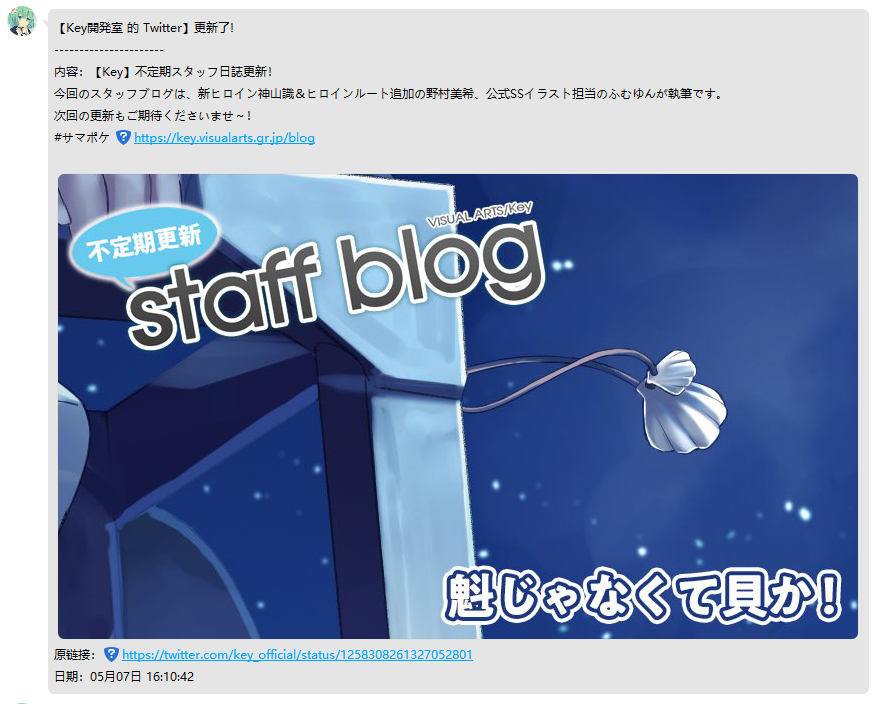 【Key開発室 的 Twitter】更新了!
----------------------
内容：【Key】不定期スタッフ日誌更新！
今回のスタッフブログは、新ヒロイン神山識＆ヒロインルート追加の野村美希、公式SSイラスト担当のふむゆんが執筆です。
次回の更新もご期待くださいませ～！
#サマポケ https://key.visualarts.gr.jp/blog
不定期更新
VISUAL ARTS/Key
staff blog
魁じゃなくて貝か！
原链接： https://twitter.com/key_official/status/1258308261327052801
日期：05月07日 16:10:42